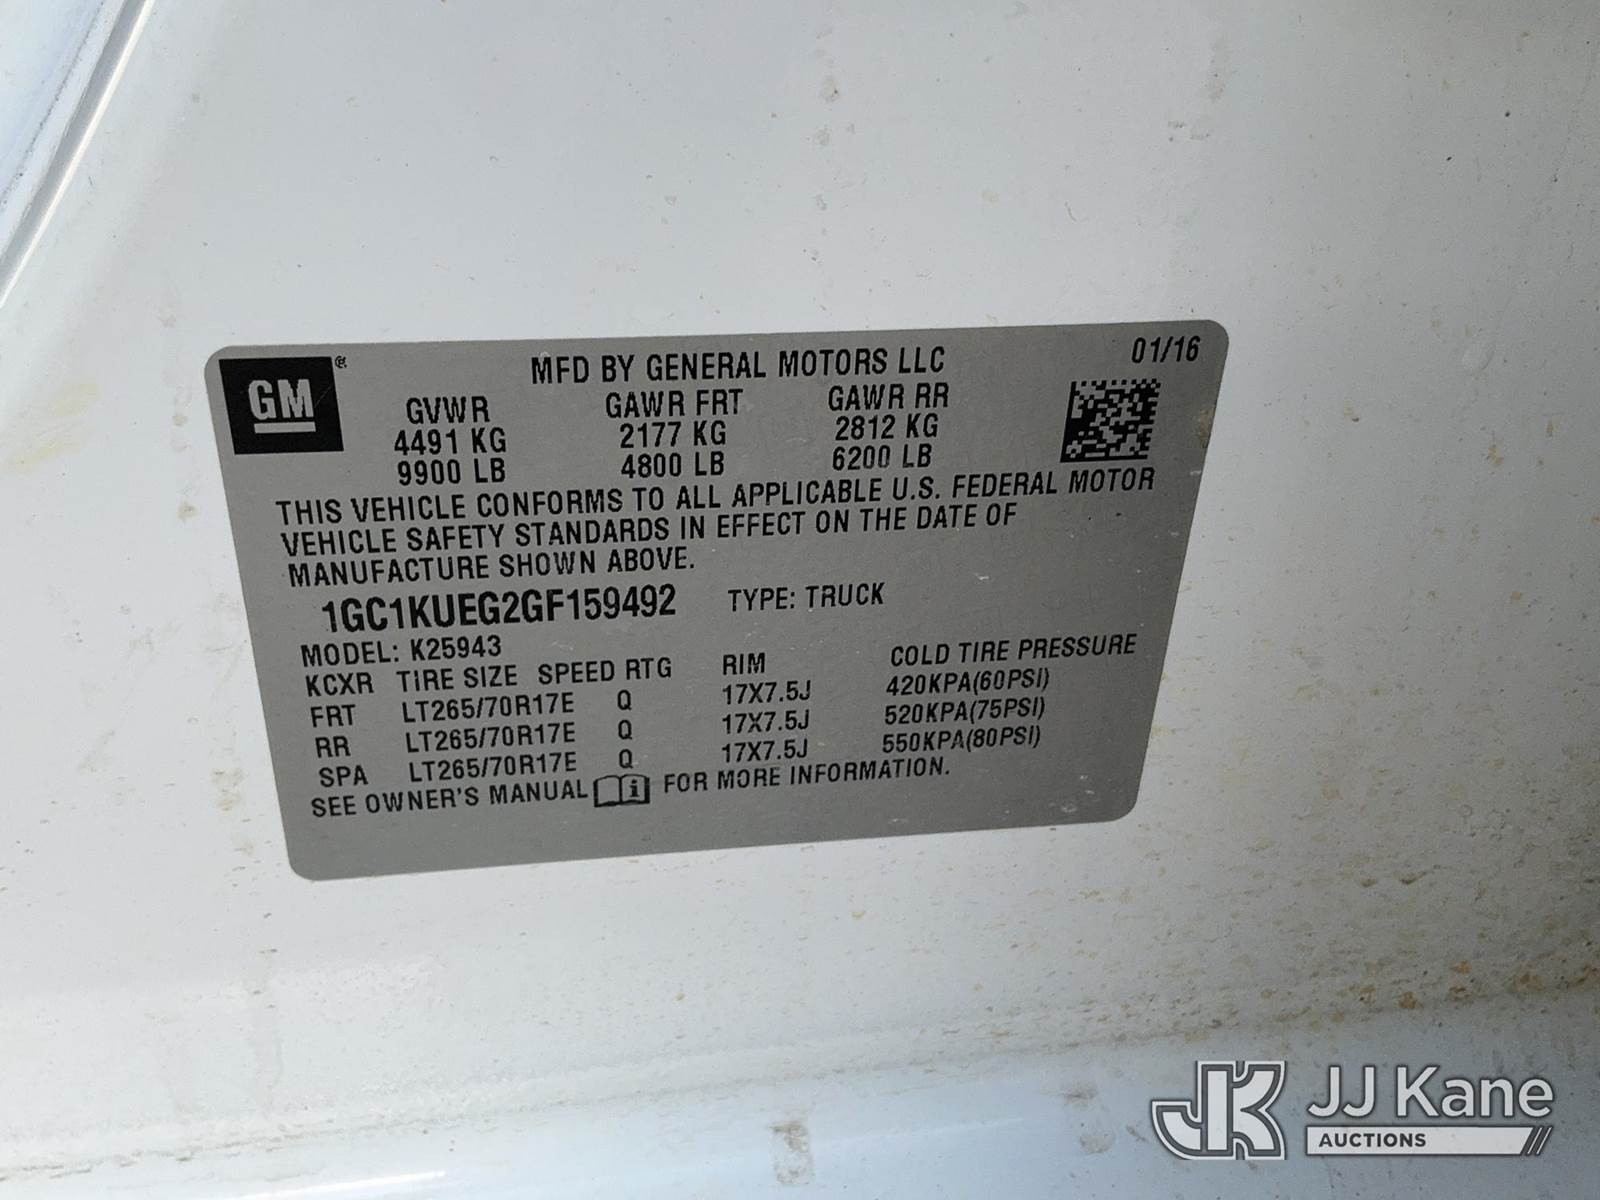 GM
MFD BY GENERAL MOTORS LLC 01/16
GVWR GAWR FRT GAWR RR
4491 KG 2177 KG 2812 KG
9900 LB 4800 LB 6200 LB
THIS VEHICLE CONFORMS TO ALL APPLICABLE U.S. FEDERAL MOTOR
VEHICLE SAFETY STANDARDS IN EFFECT ON THE DATE OF
MANUFACTURE SHOWN ABOVE.
1GC1KUEG2GF159492 TYPE: TRUCK
MODEL: K25943
KCXR TIRE SIZE SPEED RTG RIM COLD TIRE PRESSURE
FRT LT265/70R17E Q 17X7.5J 420KPA(60PSI)
RR LT265/70R17E Q 17X7.5J 520KPA(75PSI)
SPA LT265/70R17E Q 17X7.5J 550KPA(80PSI)
SEE OWNER'S MANUAL FOR MORE INFORMATION.
JK JJ Kane
AUCTIONS